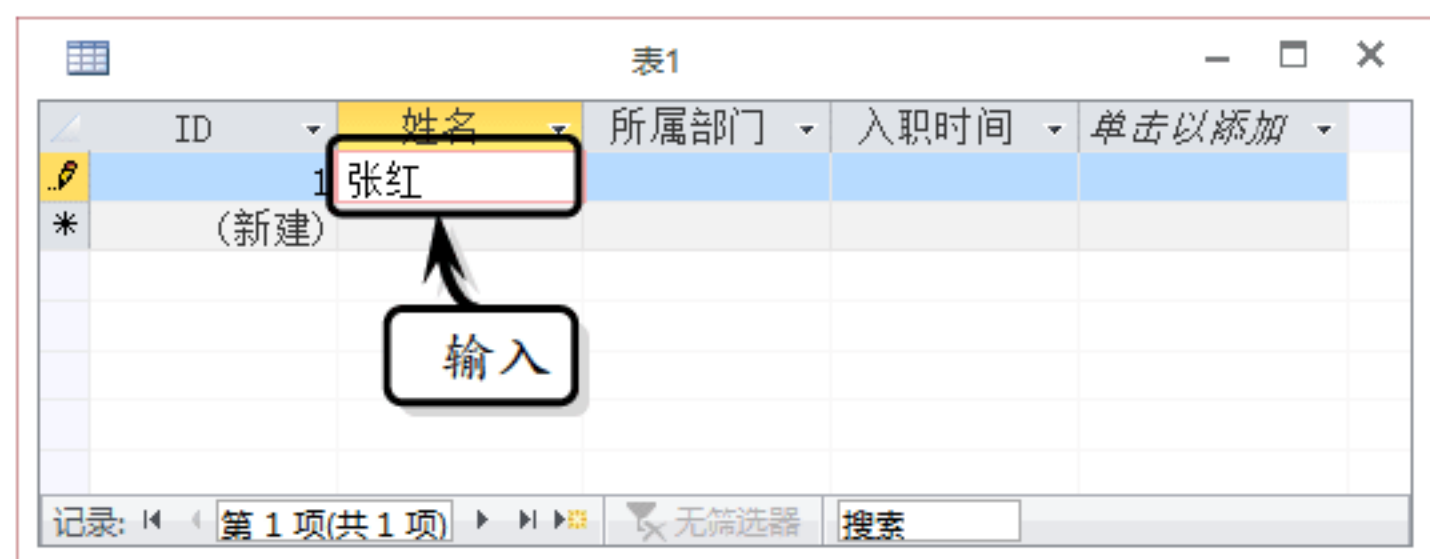 表1
ID 姓名 所属部门 入职时间 单击以添加
1 张红
(新建)
输入
记录: 第 1 项(共 1 项) 无筛选器 搜索